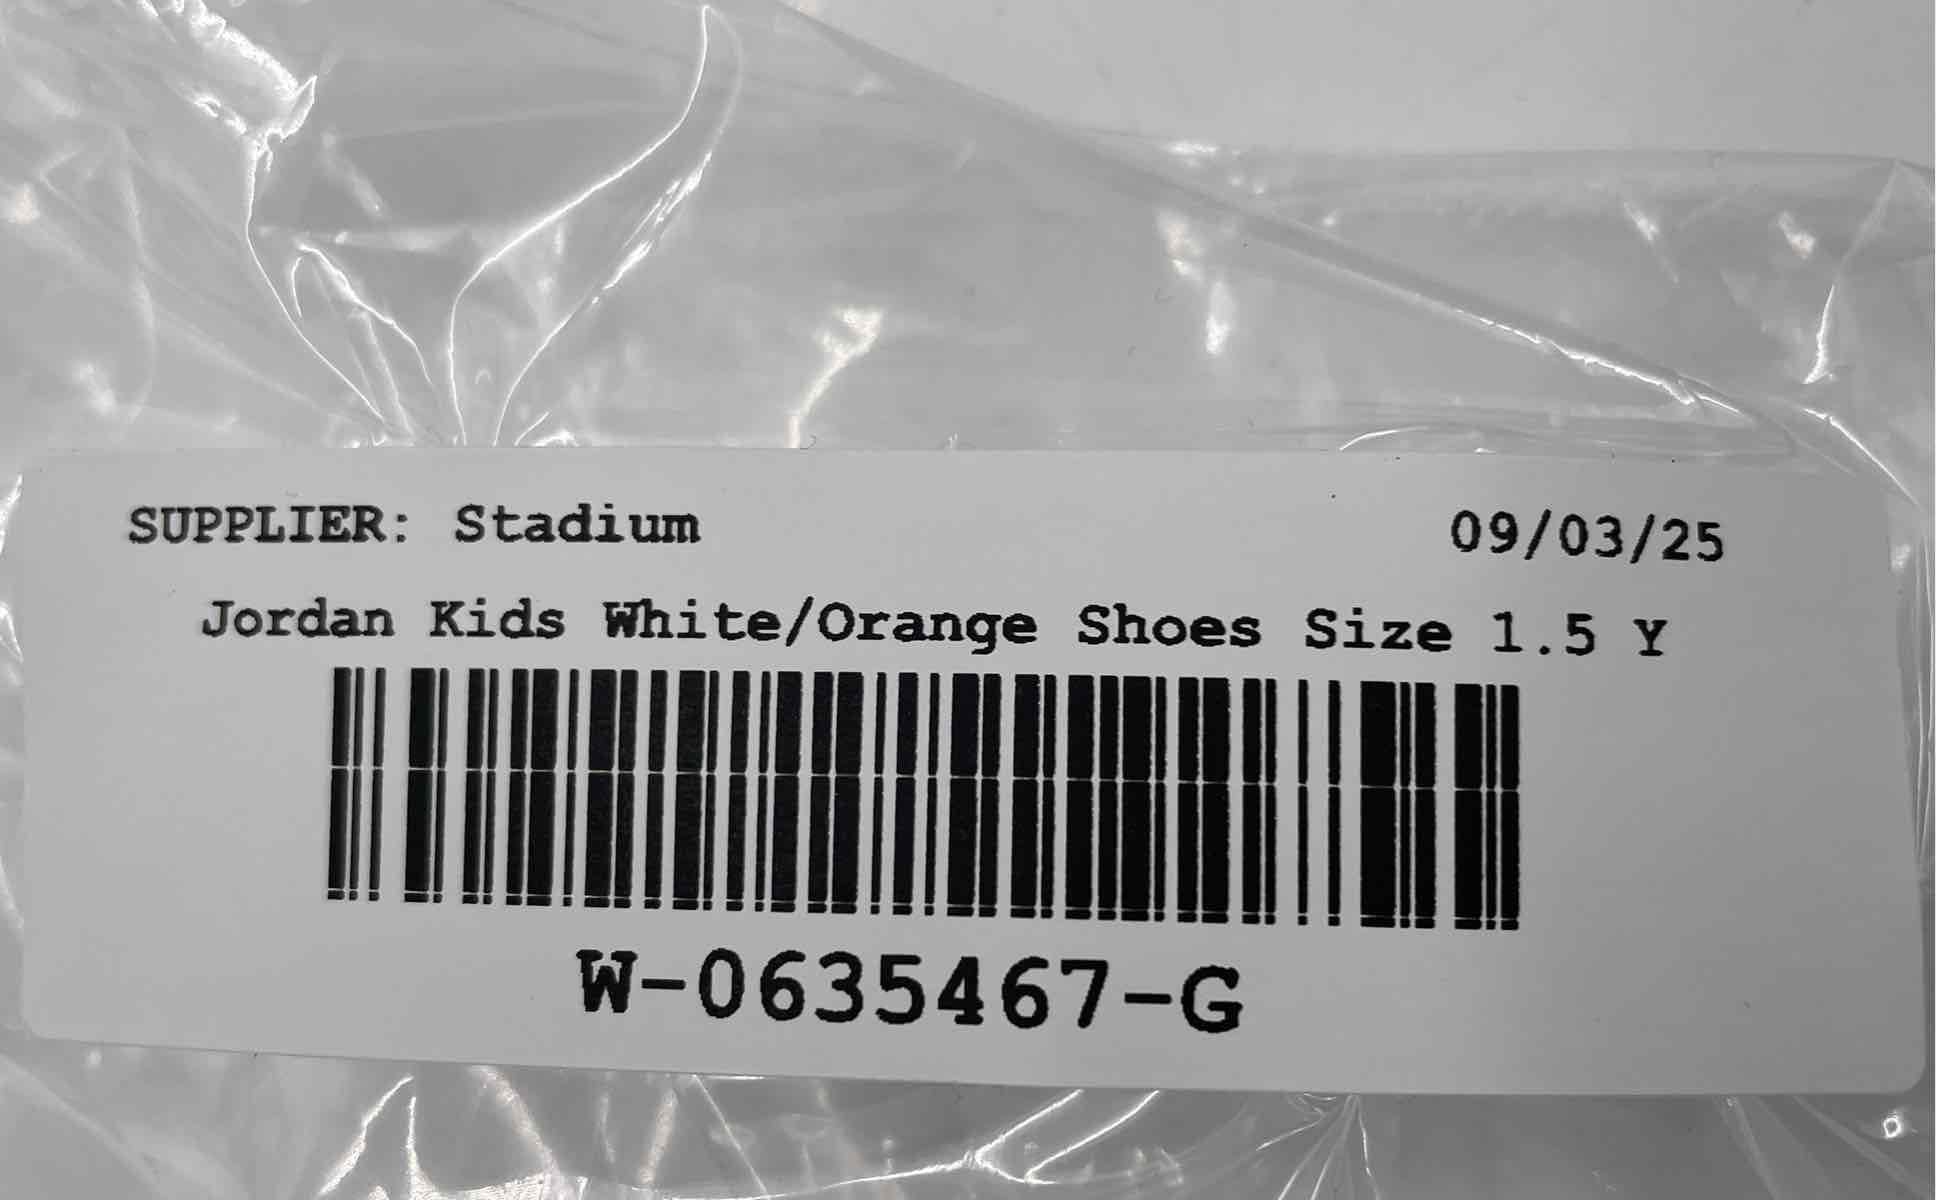 SUPPLIER: Stadium 09/03/25
Jordan Kids White/Orange Shoes Size 1.5 Y
W-0635467-G